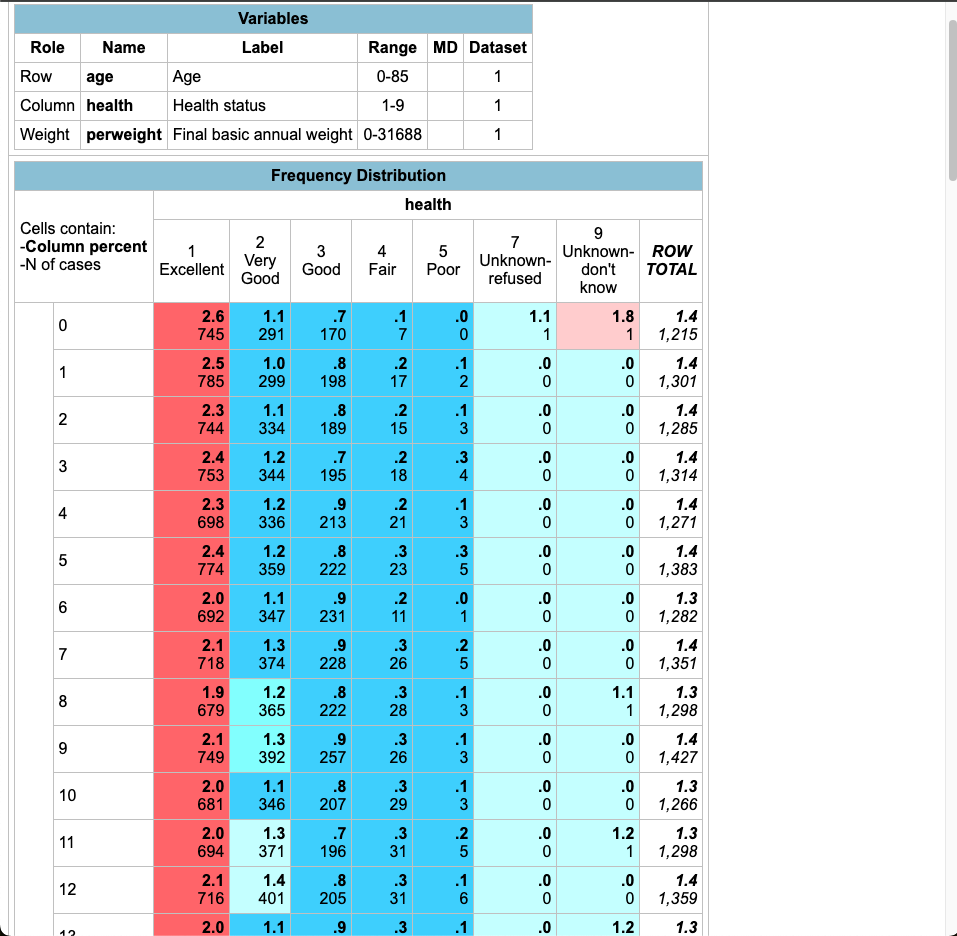 Variables
Role Name Label Range MD Dataset
Row age Age 0-85 1
Column health Health status 1-9 1
Weight perweight Final basic annual weight 0-31688 1
Frequency Distribution
Cells contain:
-Column percent
-N of cases
health
1 Excellent 2 Very Good 3 Good 4 Fair 5 Poor 7 Unknown-refused 9 Unknown-don't know ROW TOTAL
0 2.6 1.1 .7 .1 .0 1.1 1.8 1.4
745 291 170 7 0 1 1 1,215
1 2.5 1.0 .8 .2 .1 .0 .0 1.4
785 299 198 17 2 0 0 1,301
2 2.3 1.1 .8 .2 .1 .0 .0 1.4
744 334 189 15 3 0 0 1,285
3 2.4 1.2 .7 .2 .3 .0 .0 1.4
753 344 195 18 4 0 0 1,314
4 2.3 1.2 .9 .2 .1 .0 .0 1.4
698 336 213 21 3 0 0 1,271
5 2.4 1.2 .8 .3 .3 .0 .0 1.4
774 359 222 23 5 0 0 1,383
6 2.0 1.1 .9 .2 .0 .0 .0 1.3
692 347 231 11 1 0 0 1,282
7 2.1 1.3 .9 .3 .2 .0 .0 1.4
718 374 228 26 5 0 0 1,351
8 1.9 1.2 .8 .3 .1 .0 1.1 1.3
679 365 222 28 3 0 1 1,298
9 2.1 1.3 .9 .3 .1 .0 .0 1.4
749 392 257 26 3 0 0 1,427
10 2.0 1.1 .8 .3 .1 .0 .0 1.3
681 346 207 29 3 0 0 1,266
11 2.0 1.3 .7 .3 .2 .0 1.2 1.3
694 371 196 31 5 0 1 1,298
12 2.1 1.4 .8 .3 .1 .0 .0 1.4
716 401 205 31 6 0 0 1,359
2.0 1.1 .9 .3 .1 .0 1.2 1.3